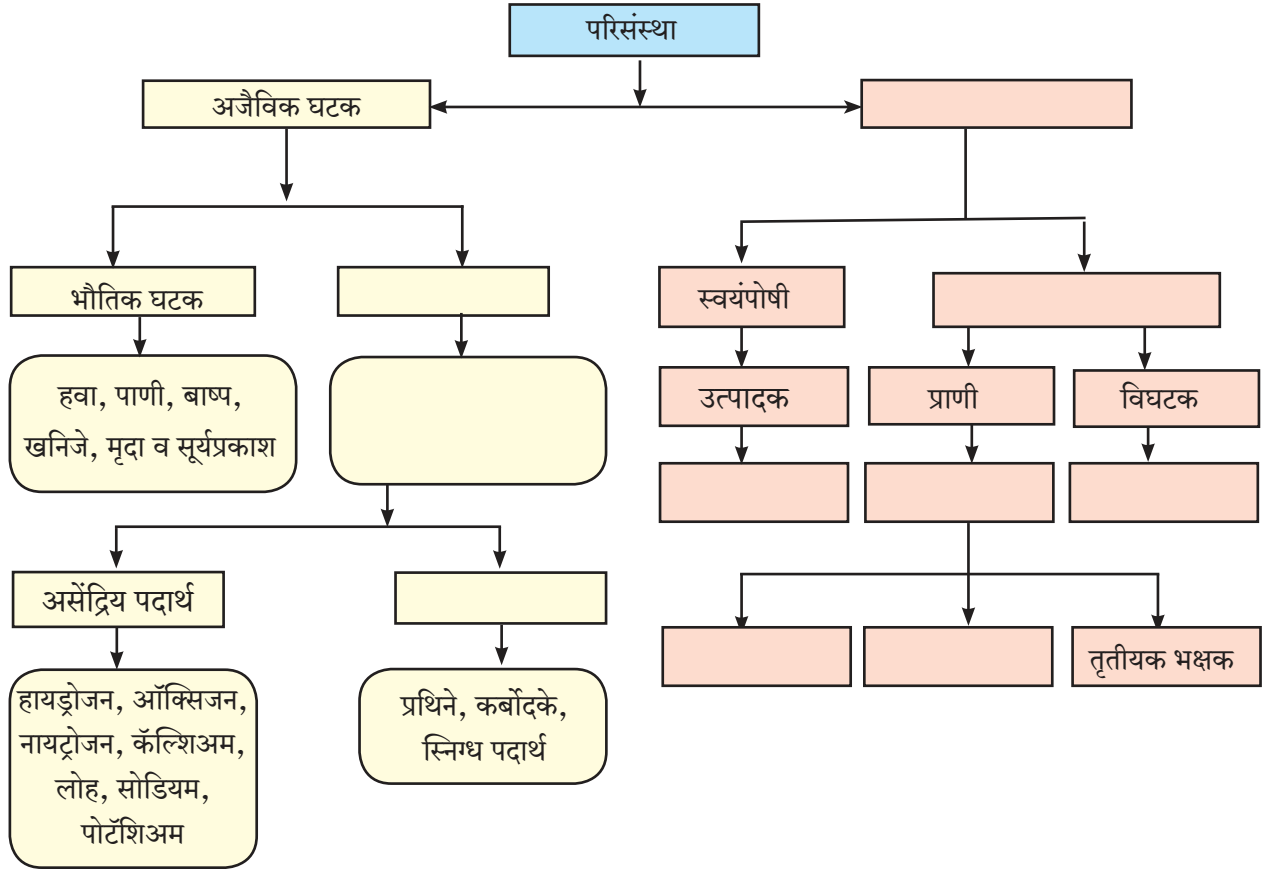 परिसंस्था
अजैविक घटक
भौतिक घटक
स्वयंपोषी
हवा, पाणी, बाष्प,
खनिजे, मृदा व सूर्यप्रकाश
उत्पादक
प्राणी
विघटक
असेंद्रिय पदार्थ
तृतीयक भक्षक
हायड्रोजन, ऑक्सिजन,
नायट्रोजन, कॅल्शिअम,
लोह, सोडियम,
पोटॅशिअम
प्रथिने, कर्बोदके,
स्निग्ध पदार्थ